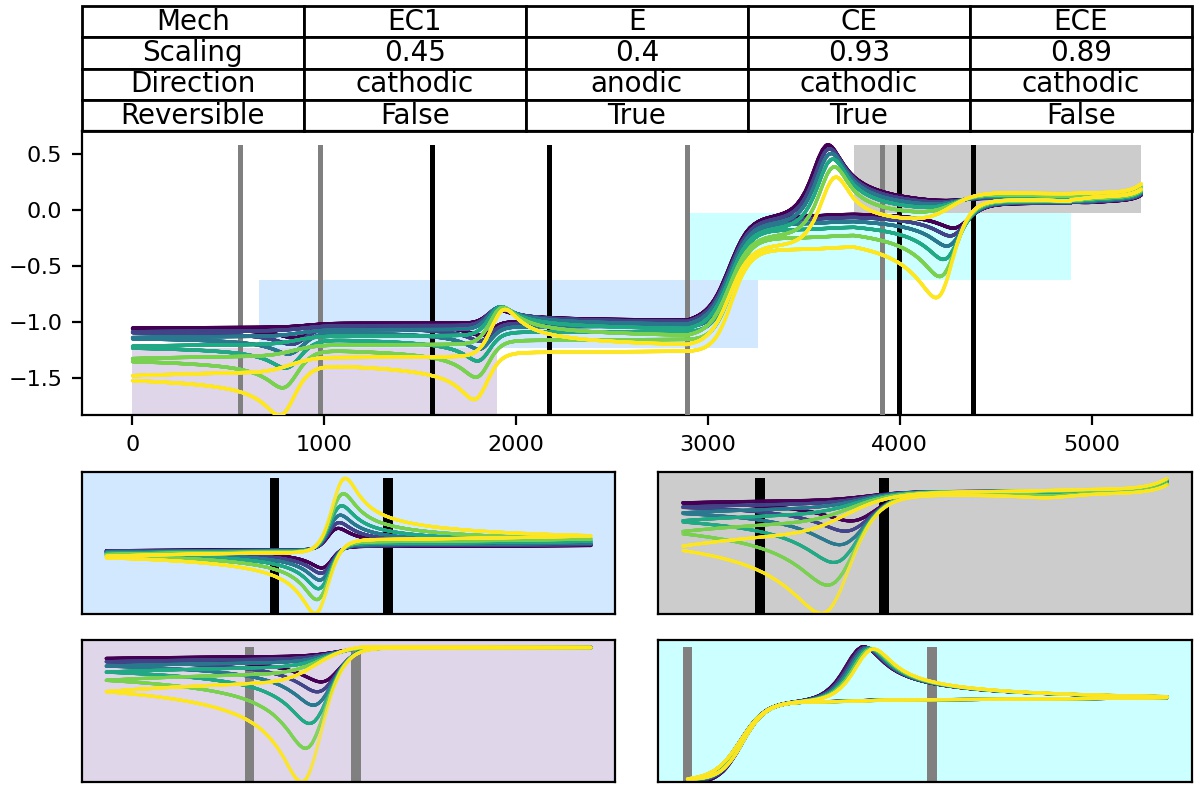 Mech EC1 E CE ECE
Scaling 0.45 0.4 0.93 0.89
Direction cathodic anodic cathodic cathodic
Reversible False True True False
0.5
0.0
−0.5
−1.0
−1.5
0 1000 2000 3000 4000 5000